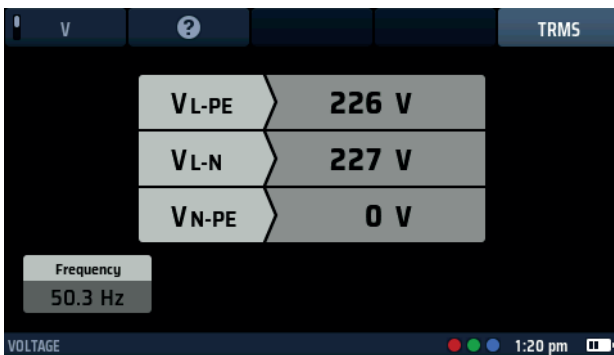 V ? TRMS
VL-PE 226 V
VL-N 227 V
VN-PE 0 V
Frequency
50.3 Hz
VOLTAGE 1:20 pm